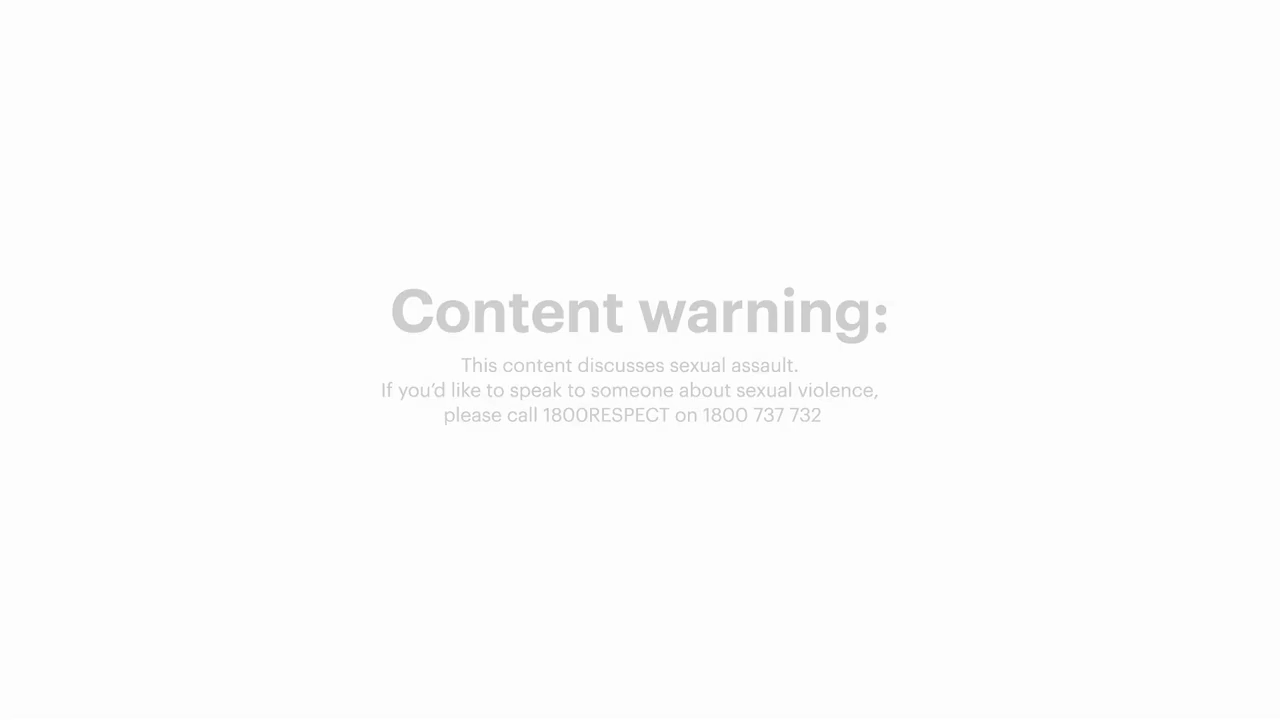 Content warning:
This content discusses sexual assault.
If you’d like to speak to someone about sexual violence,
please call 1800RESPECT on 1800 737 732